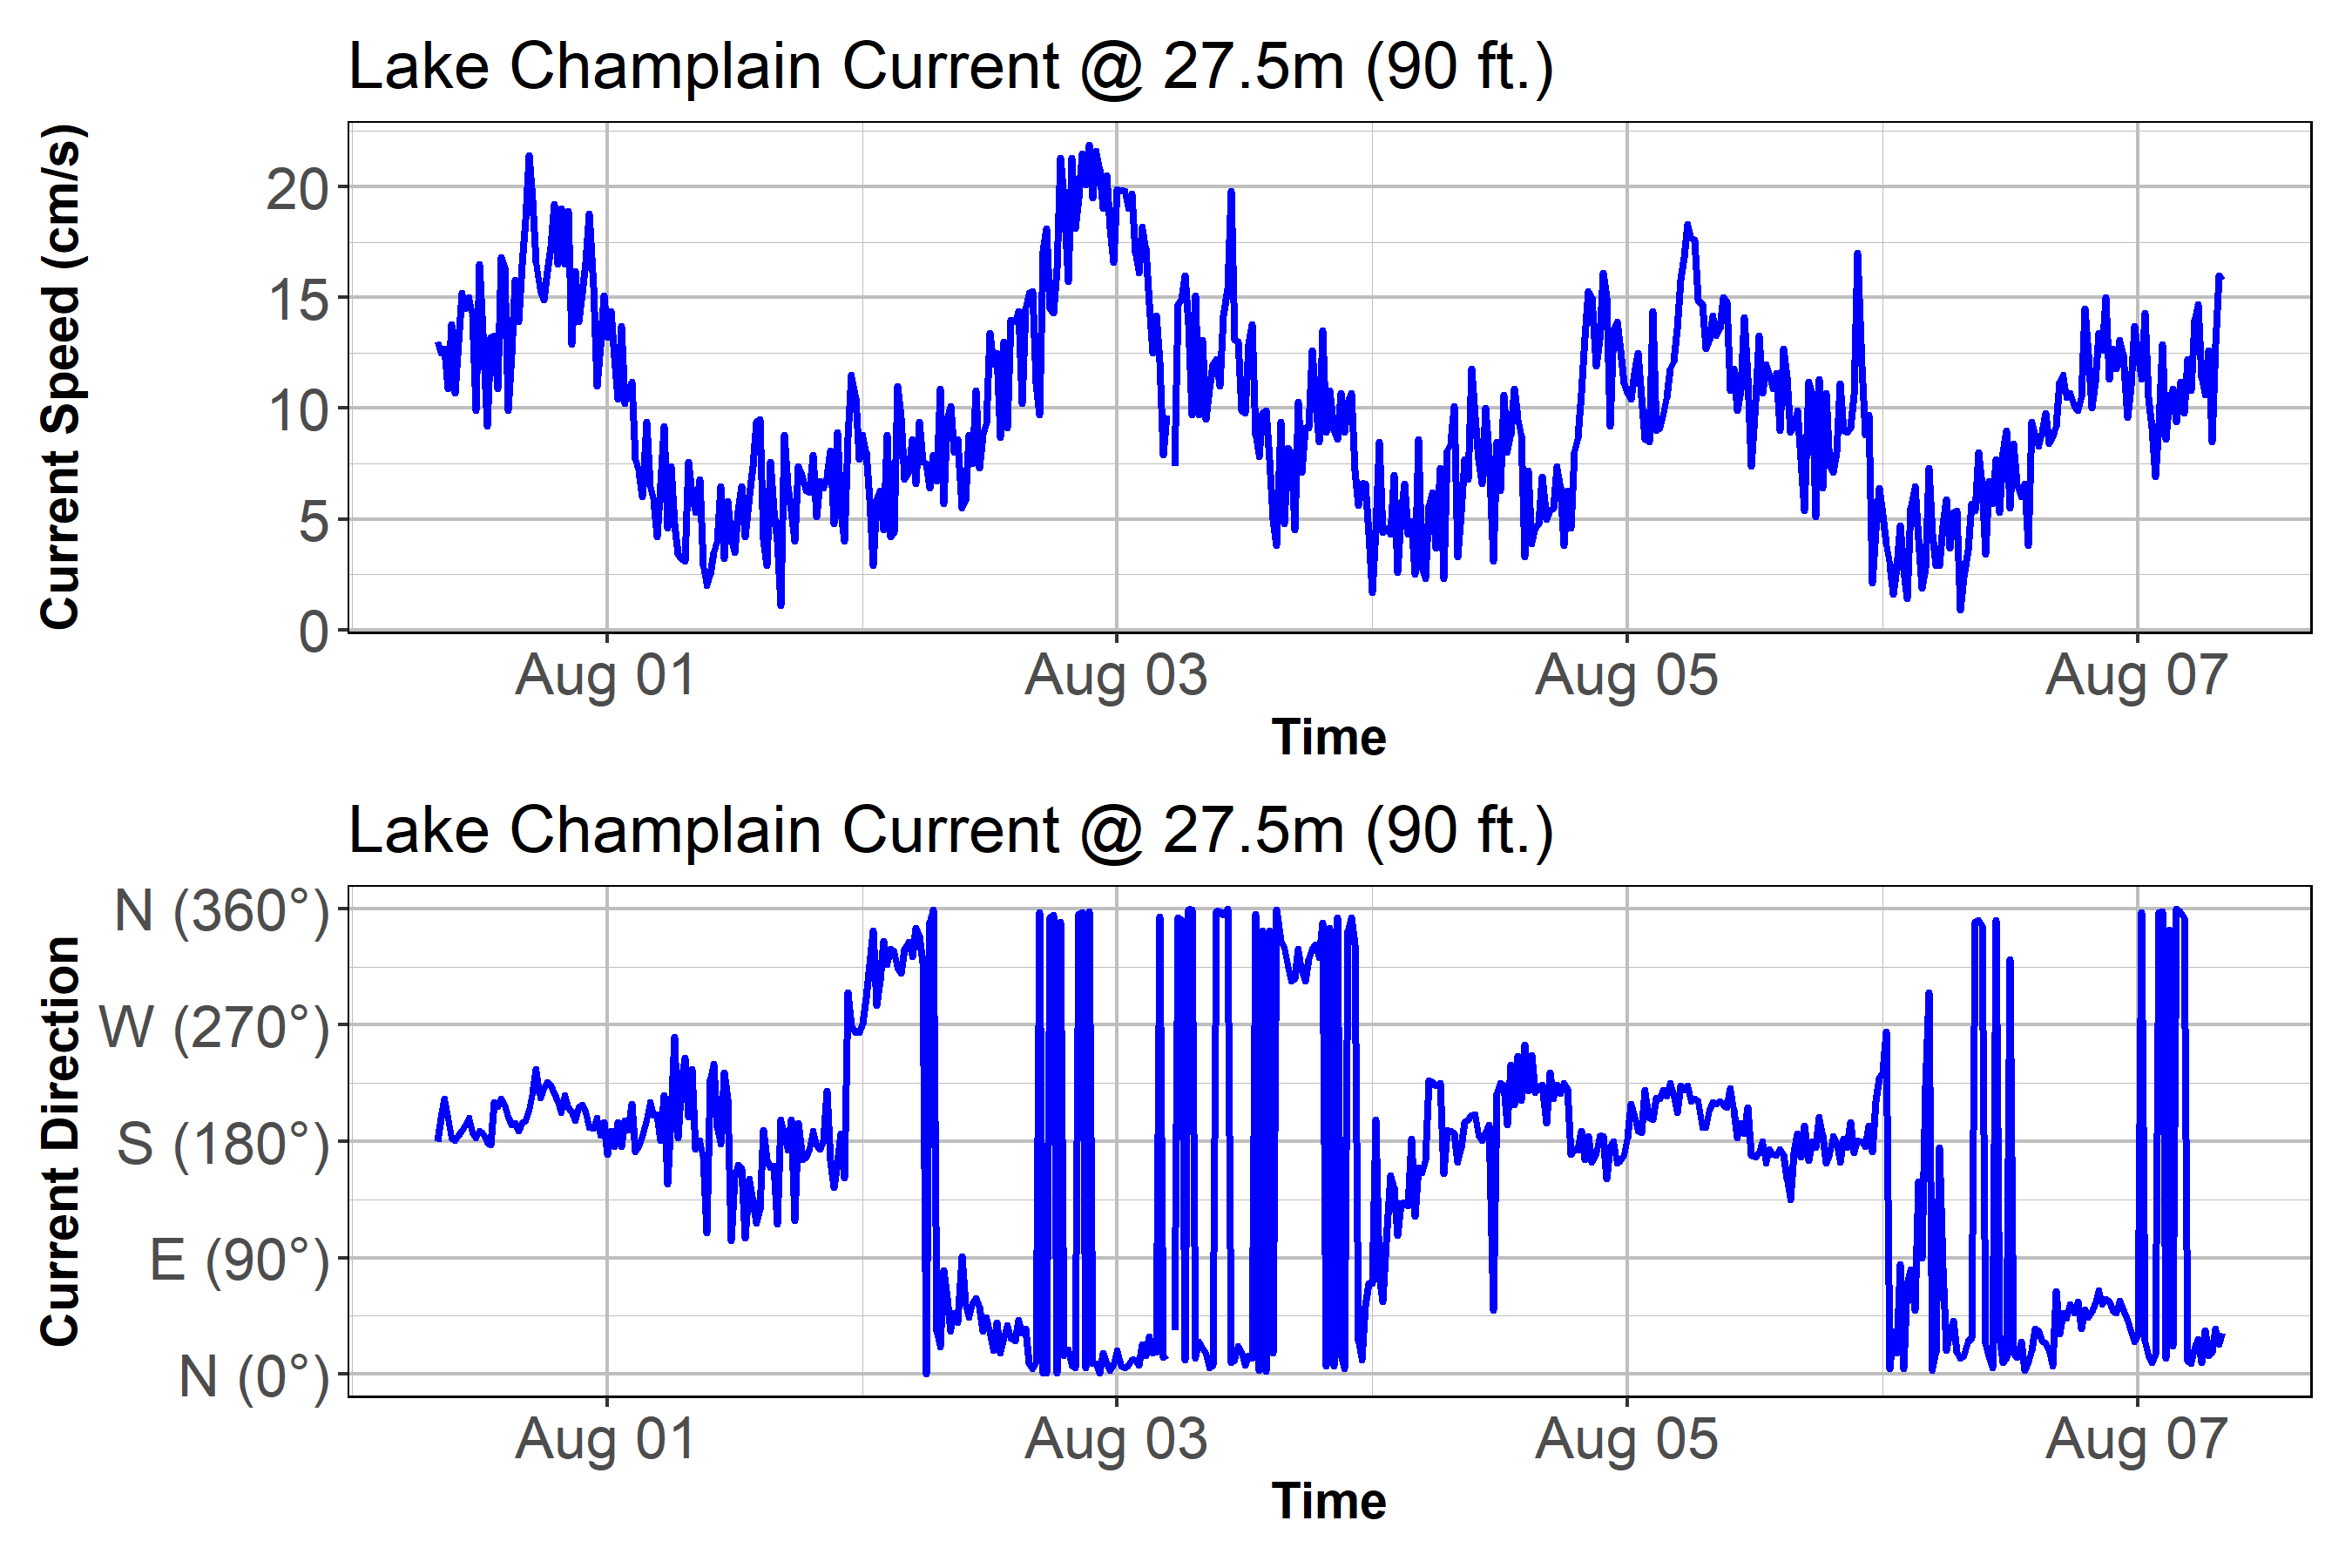 Lake Champlain Current @ 27.5m (90 ft.)
Current Speed (cm/s)
20
15
10
5
0
Aug 01 Aug 03 Aug 05 Aug 07
Time
Lake Champlain Current @ 27.5m (90 ft.)
Current Direction
N (360°)
W (270°)
S (180°)
E (90°)
N (0°)
Aug 01 Aug 03 Aug 05 Aug 07
Time